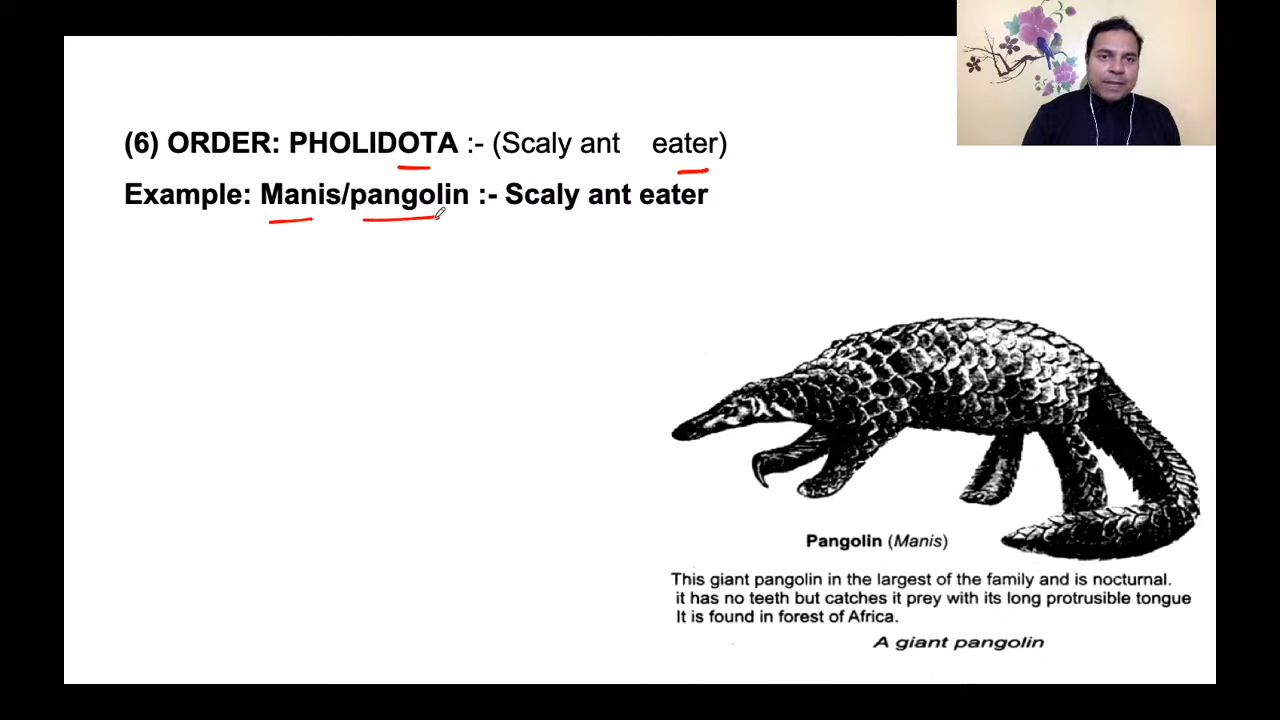 (6) ORDER: PHOLIDOTA :- (Scaly ant eater)
Example: Manis/pangolin :- Scaly ant eater
Pangolin (Manis)
This giant pangolin in the largest of the family and is nocturnal.
it has no teeth but catches it prey with its long protrusible tongue
It is found in forest of Africa.
A giant pangolin